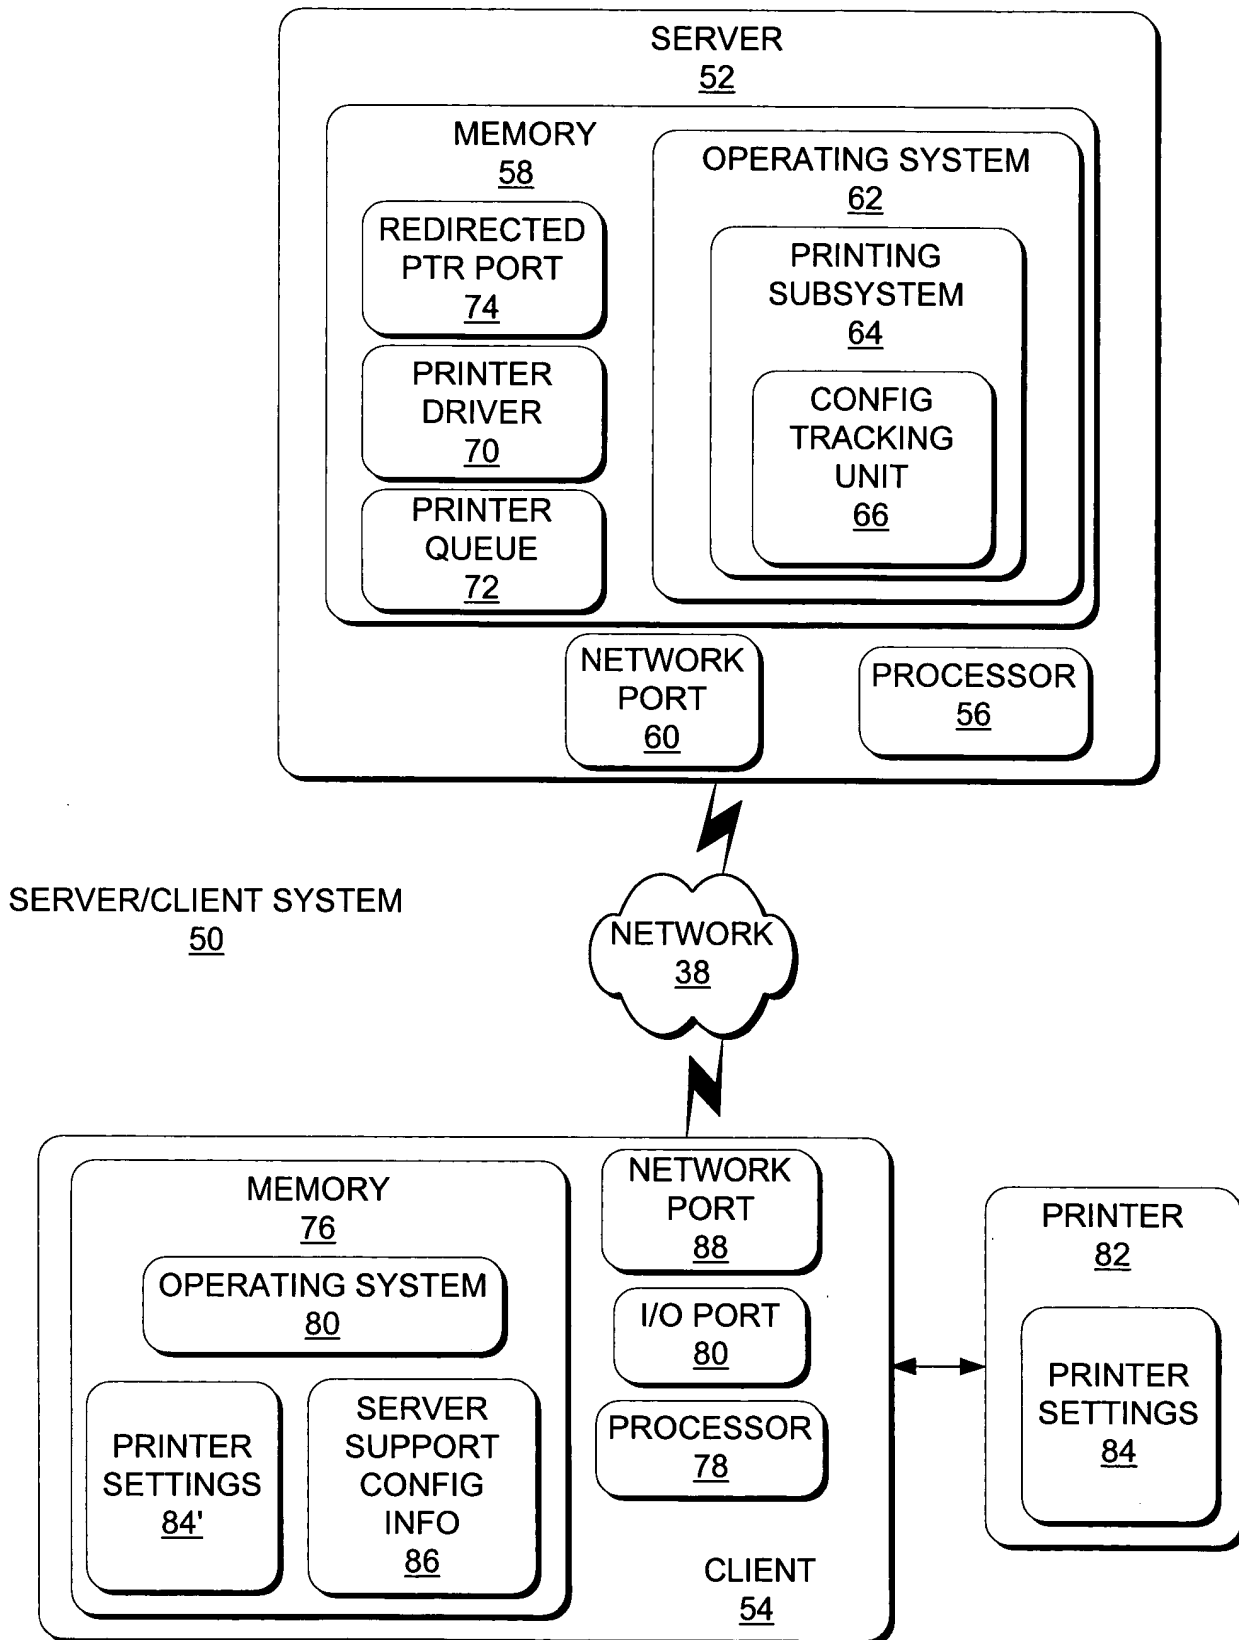 SERVER
52
MEMORY
58
REDIRECTED
PTR PORT
74
PRINTER
DRIVER
70
PRINTER
QUEUE
72
OPERATING SYSTEM
62
PRINTING
SUBSYSTEM
64
CONFIG
TRACKING
UNIT
66
NETWORK
PORT
60
PROCESSOR
56
SERVER/CLIENT SYSTEM
50
NETWORK
38
MEMORY
76
OPERATING SYSTEM
80
PRINTER
SETTINGS
84'
SERVER
SUPPORT
CONFIG
INFO
86
NETWORK
PORT
88
I/O PORT
80
PROCESSOR
78
CLIENT
54
PRINTER
82
PRINTER
SETTINGS
84